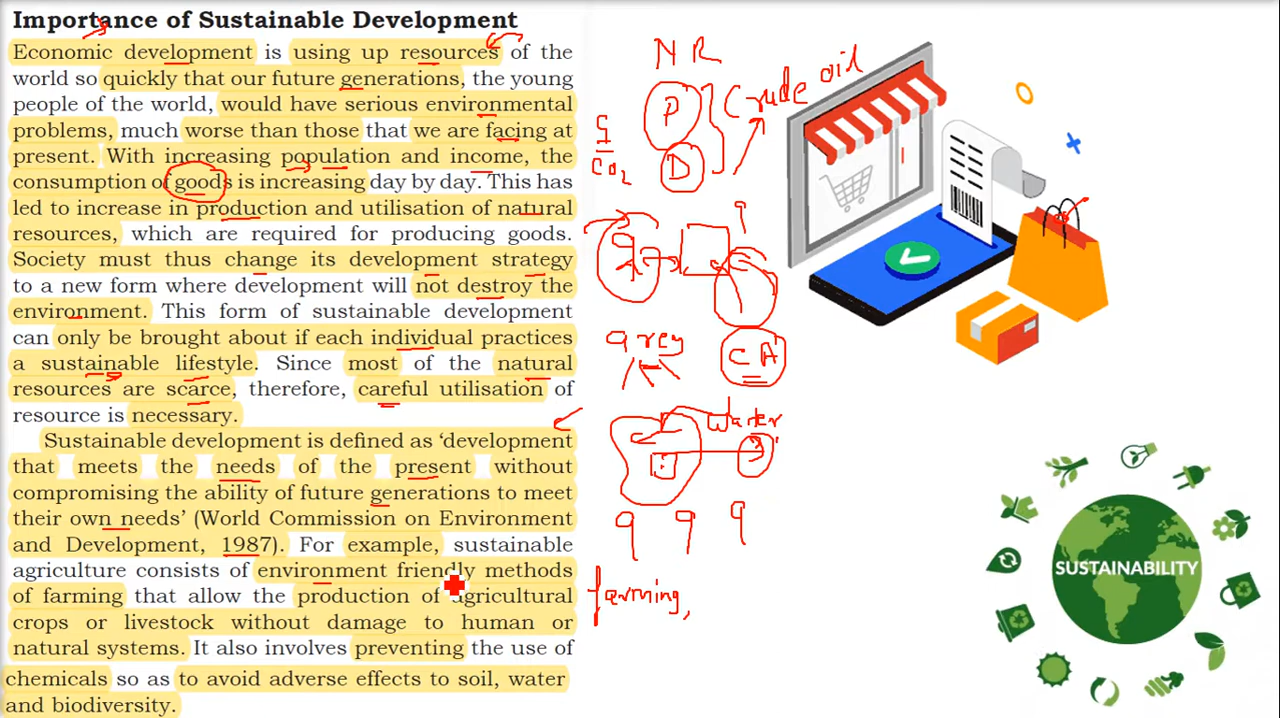 Importance of Sustainable Development
Economic development is using up resources of the
world so quickly that our future generations, the young
people of the world, would have serious environmental
problems, much worse than those that we are facing at
present. With increasing population and income, the
consumption of goods is increasing day by day. This has
led to increase in production and utilisation of natural
resources, which are required for producing goods.
Society must thus change its development strategy
to a new form where development will not destroy the
environment. This form of sustainable development
can only be brought about if each individual practices
a sustainable lifestyle. Since most of the natural
resources are scarce, therefore, careful utilisation of
resource is necessary.
Sustainable development is defined as ‘development
that meets the needs of the present without
compromising the ability of future generations to meet
their own needs’ (World Commission on Environment
and Development, 1987). For example, sustainable
agriculture consists of environment friendly methods
of farming that allow the production of agricultural
crops or livestock without damage to human or
natural systems. It also involves preventing the use of
chemicals so as to avoid adverse effects to soil, water
and biodiversity.
NR
P
D
Crude oil
CO2
CA
Water
farming,
SUSTAINABILITY